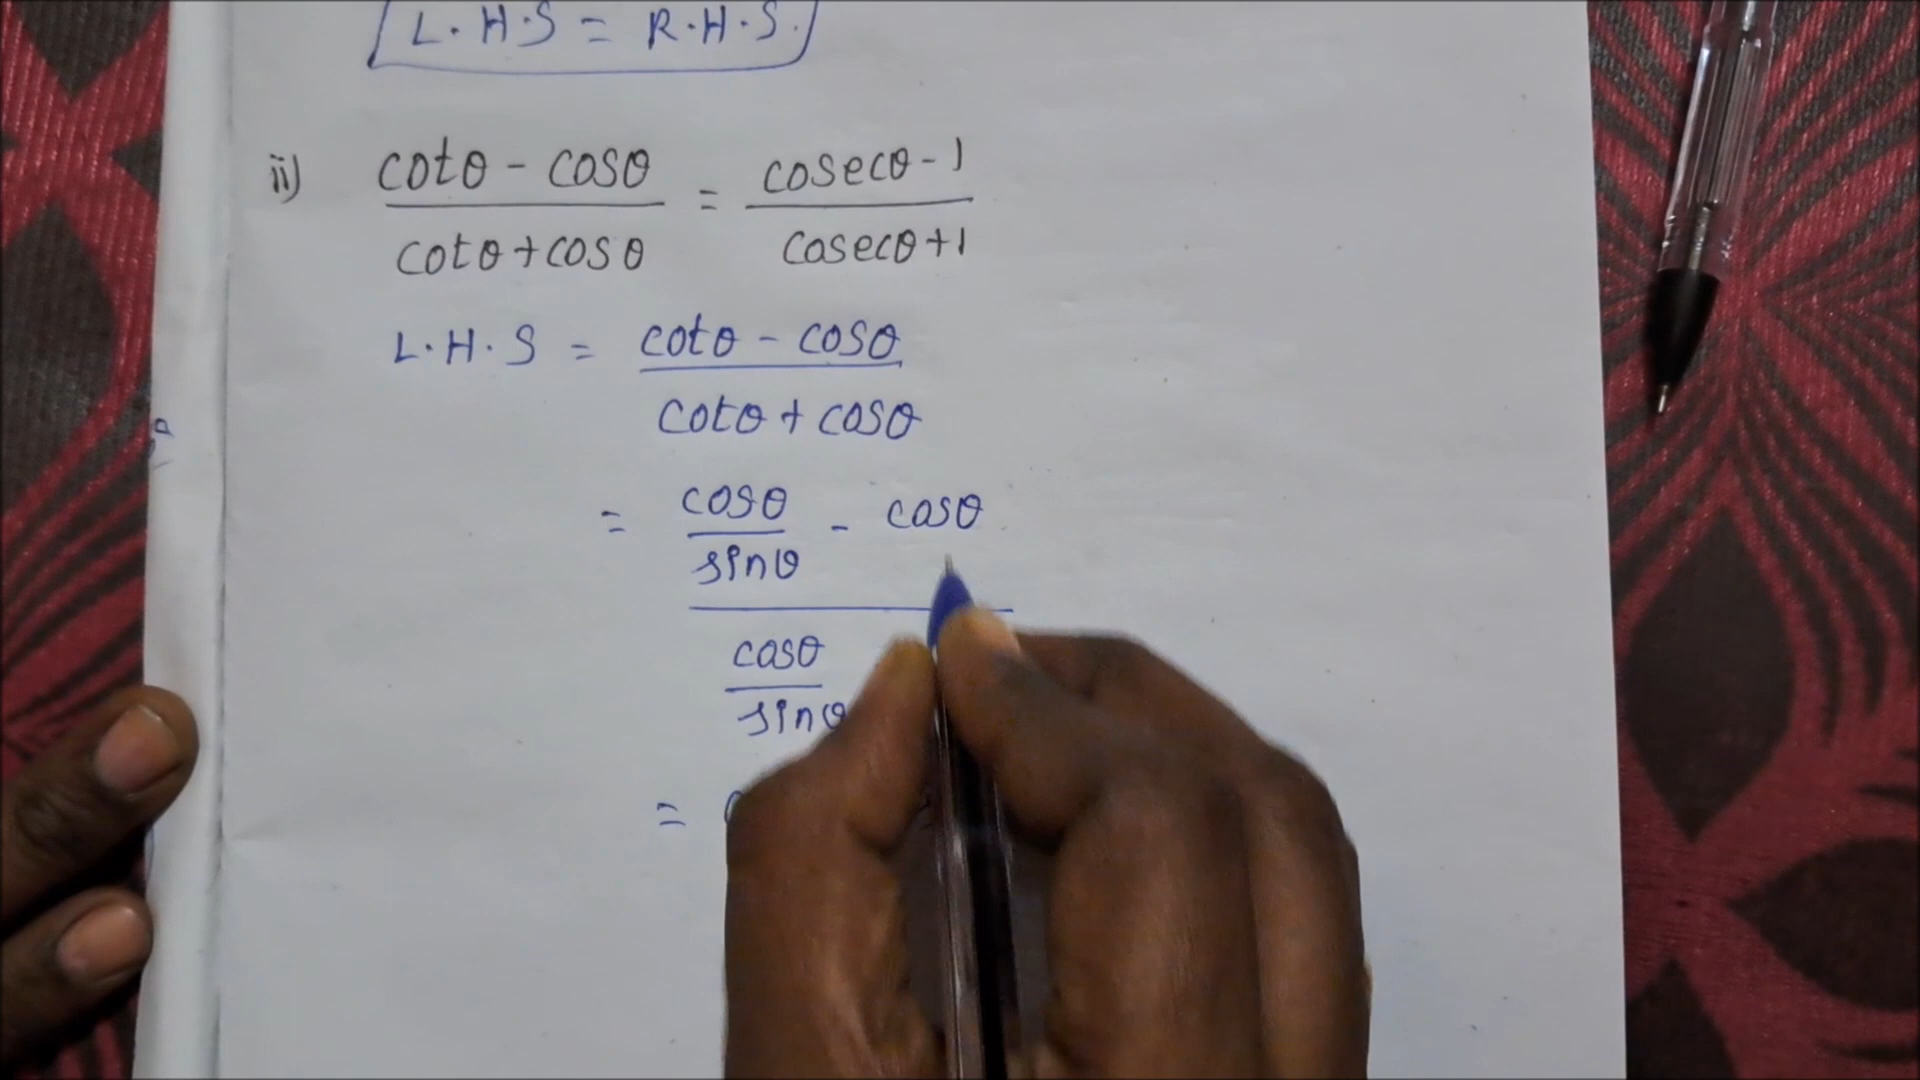 L.H.S = R.H.S.
ii) cotθ - cosθ / cotθ + cosθ = cosecθ - 1 / cosecθ + 1
L.H.S = cotθ - cosθ / cotθ + cosθ
= cosθ / sinθ - cosθ
cosθ / sinθ
=